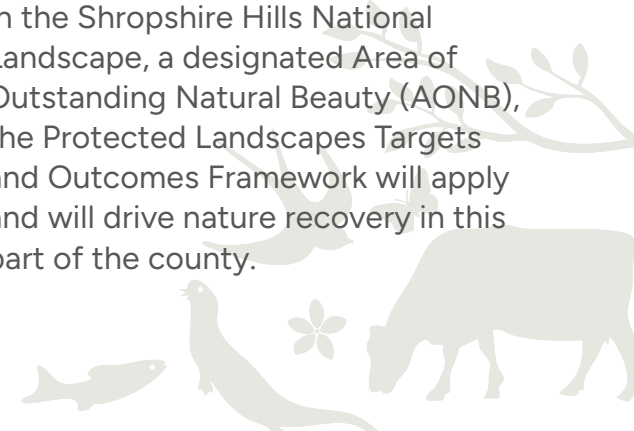 n the Shropshire Hills National
Landscape, a designated Area of
Outstanding Natural Beauty (AONB),
the Protected Landscapes Targets
and Outcomes Framework will apply
and will drive nature recovery in this
part of the county.